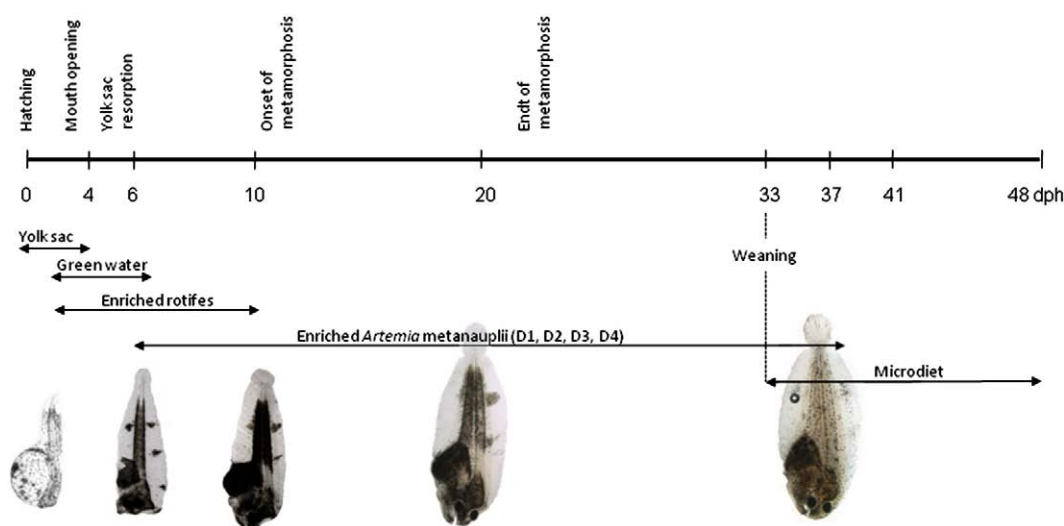 Hatching
Mouth opening
Yolk sac
resorption
Onset of
metamorphosis
Endt of
metamorphosis
0 4 6 10 20 33 37 41 48 dph
Yolk sac
Green water
Enriched rotifes
Weaning
Enriched Artemia metanauplii (D1, D2, D3, D4)
Microdiet